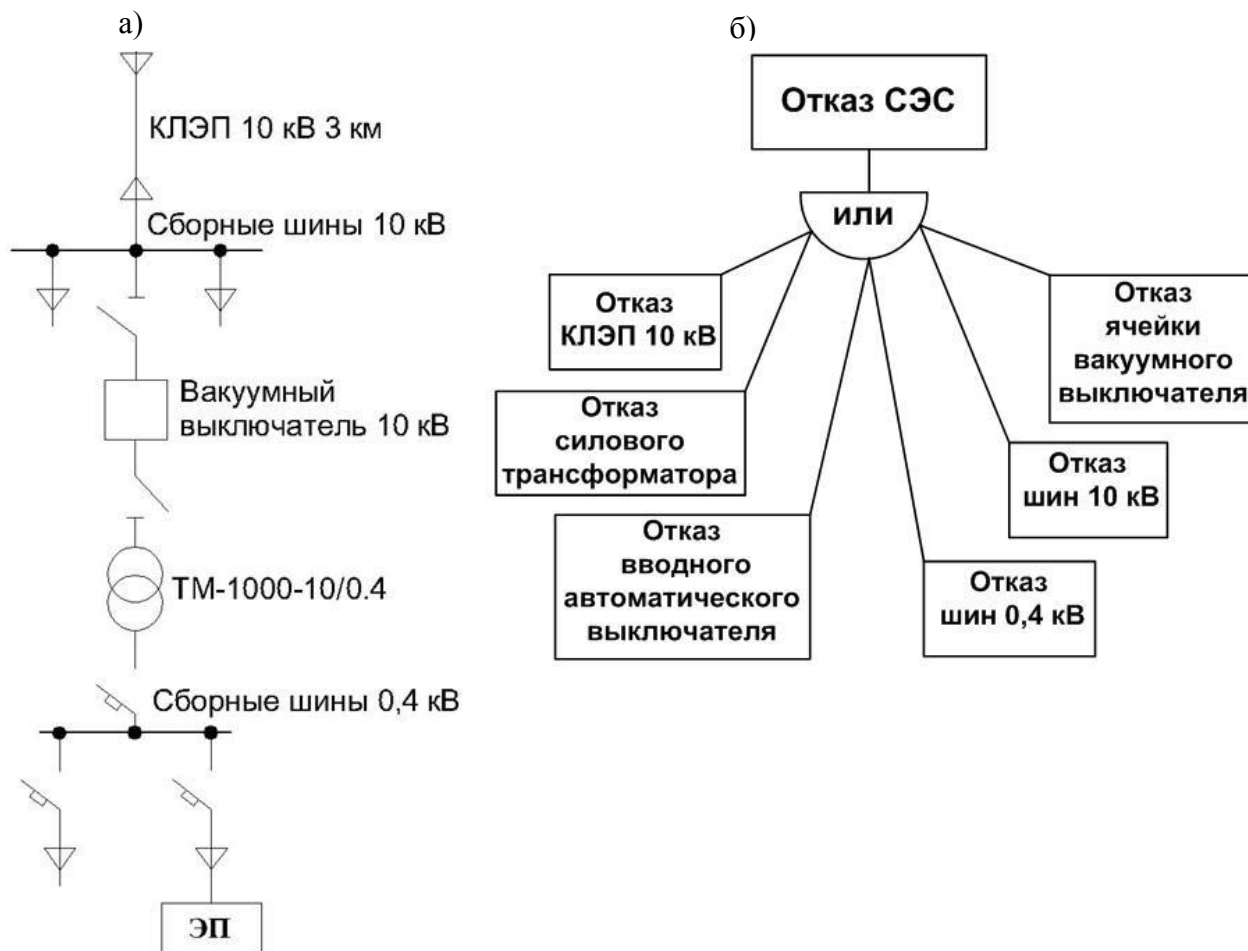 а)
КЛЭП 10 кВ 3 км
Сборные шины 10 кВ
Вакуумный
выключатель 10 кВ
ТМ-1000-10/0.4
Сборные шины 0,4 кВ
ЭП
б)
Отказ СЭС
или
Отказ
КЛЭП 10 кВ
Отказ
силового
трансформатора
Отказ
вводного
автоматического
выключателя
Отказ
шин 0,4 кВ
Отказ
шин 10 кВ
Отказ
ячейки
вакуумного
выключателя